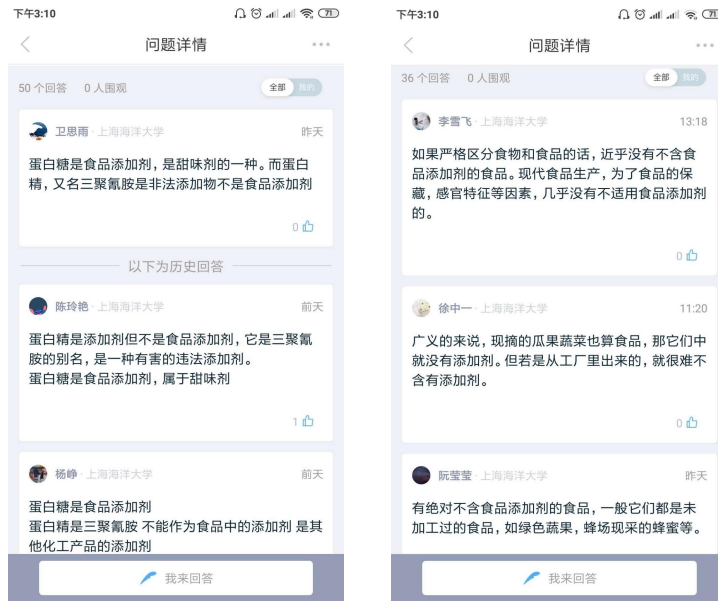 下午3:10
71
问题详情
50 个回答 0 人围观
全部 我的
卫思雨 · 上海海洋大学 昨天
蛋白糖是食品添加剂，是甜味剂的一种。而蛋白
精，又名三聚氰胺是非法添加物不是食品添加剂
0
以下为历史回答
陈玲艳 · 上海海洋大学 前天
蛋白精是添加剂但不是食品添加剂，它是三聚氰
胺的别名，是一种有害的违法添加剂。
蛋白糖是食品添加剂，属于甜味剂
1
杨峥 · 上海海洋大学 前天
蛋白糖是食品添加剂
蛋白精是三聚氰胺 不能作为食品中的添加剂 是其
他化工产品的添加剂
我来回答
下午3:10
71
问题详情
36 个回答 0 人围观
全部 我的
李雪飞 · 上海海洋大学 13:18
如果严格区分食物和食品的话，近乎没有不含食
品添加剂的食品。现代食品生产，为了食品的保
藏，感官特征等因素，几乎没有不适用食品添加剂
的。
0
徐中一 · 上海海洋大学 11:20
广义的来说，现摘的瓜果蔬菜也算食品，那它们中
就没有添加剂。但若是从工厂里出来的，就很难不
含有添加剂。
0
阮莹莹 · 上海海洋大学 昨天
有绝对不含食品添加剂的食品，一般它们都是未
加工过的食品，如绿色蔬果，蜂场现采的蜂蜜等。
我来回答